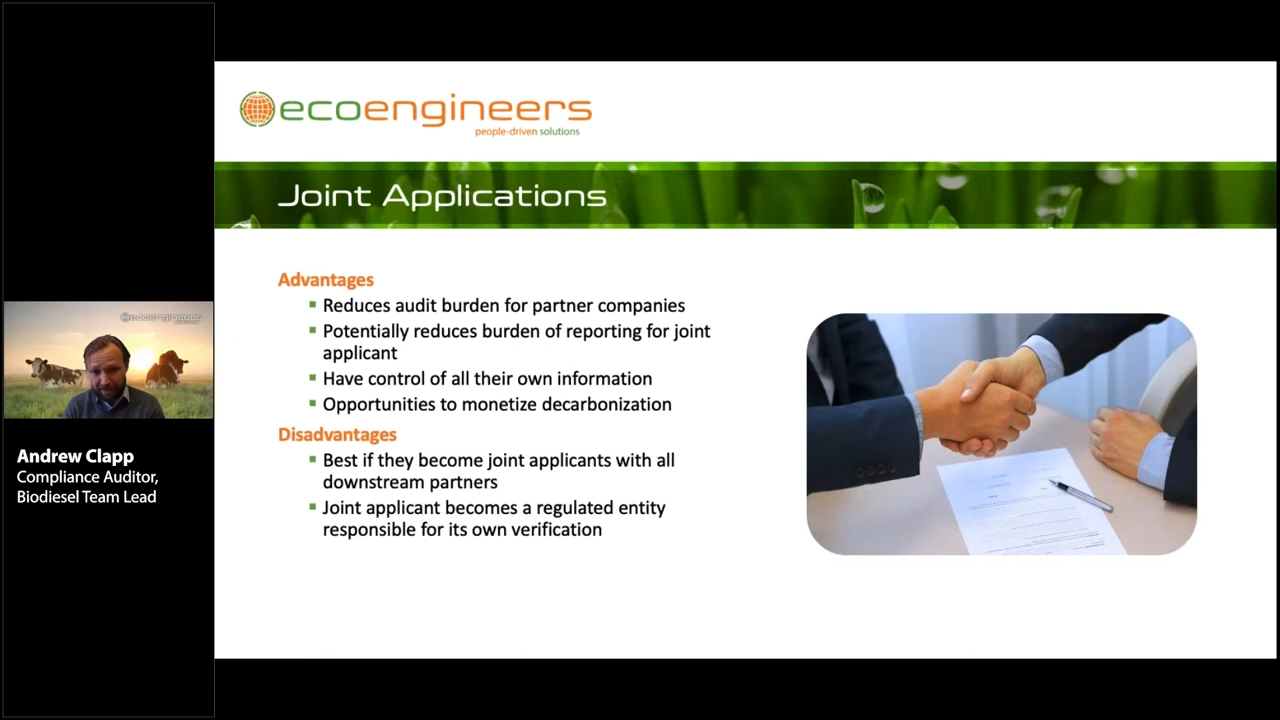 ecoengineers
people-driven solutions
Joint Applications
Advantages
Reduces audit burden for partner companies
Potentially reduces burden of reporting for joint
applicant
Have control of all their own information
Opportunities to monetize decarbonization
Disadvantages
Best if they become joint applicants with all
downstream partners
Joint applicant becomes a regulated entity
responsible for its own verification
ecoengineers
Andrew Clapp
Compliance Auditor,
Biodiesel Team Lead